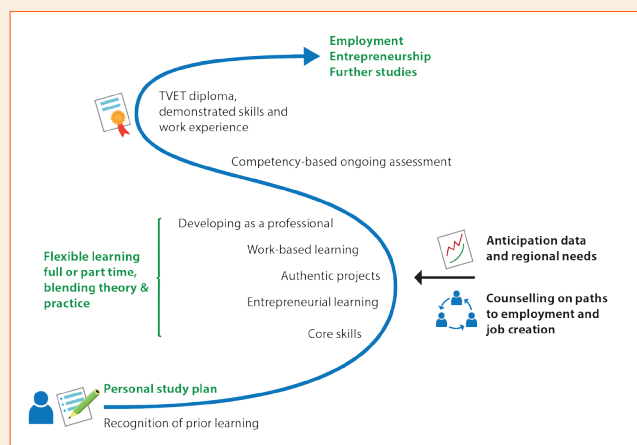 Employment
Entrepreneurship
Further studies
TVET diploma,
demonstrated skills and
work experience
Competency-based ongoing assessment
Developing as a professional
Work-based learning
Authentic projects
Entrepreneurial learning
Core skills
Flexible learning
full or part time,
blending theory &
practice
Anticipation data
and regional needs
Counselling on paths
to employment and
job creation
Personal study plan
Recognition of prior learning